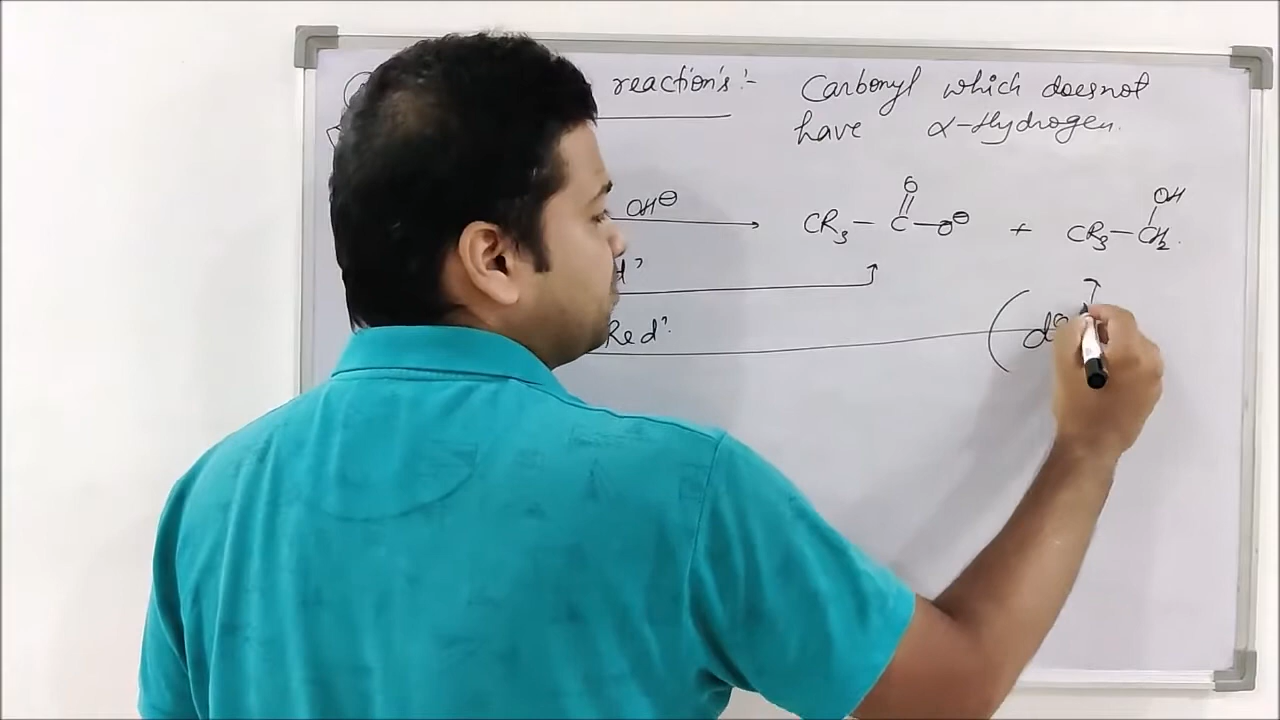 reaction's :- Carbonyl which doesnot
have α-Hydrogen.
OH⊖ O OH
CR3 – C – O⊖ + CR3 – CH2.
Red?